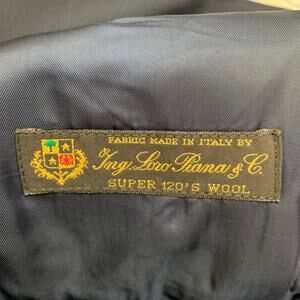 FABRIC MADE IN ITALY BY
Ing. Loro Piana & C.
SUPER 120'S WOOL